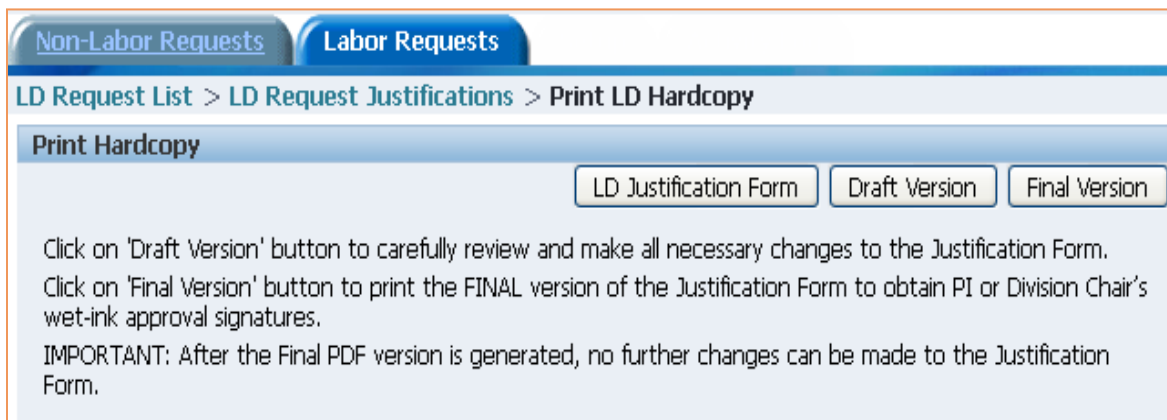 Non-Labor Requests Labor Requests
LD Request List > LD Request Justifications > Print LD Hardcopy
Print Hardcopy
LD Justification Form Draft Version Final Version
Click on 'Draft Version' button to carefully review and make all necessary changes to the Justification Form.
Click on 'Final Version' button to print the FINAL version of the Justification Form to obtain PI or Division Chair's
wet-ink approval signatures.
IMPORTANT: After the Final PDF version is generated, no further changes can be made to the Justification
Form.